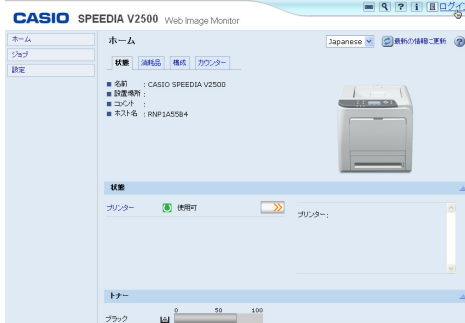 CASIO SPEEDIA V2500 Web Image Monitor
ログイン
ホーム
ジョブ
設定
ホーム
Japanese
最新の情報に更新
状態 消耗品 構成 カウンター
名前 : CASIO SPEEDIA V2500
設置場所 :
コメント :
ホスト名 : RNP1A55B4
状態
プリンター 使用可
プリンター :
トナー
0 50 100
ブラック